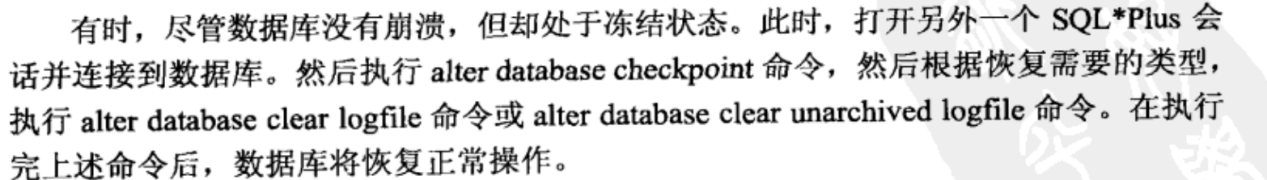 有时，尽管数据库没有崩溃，但却处于冻结状态。此时，打开另外一个 SQL*Plus 会
话并连接到数据库。然后执行 alter database checkpoint 命令，然后根据恢复需要的类型，
执行 alter database clear logfile 命令或 alter database clear unarchived logfile 命令。在执行
完上述命令后，数据库将恢复正常操作。